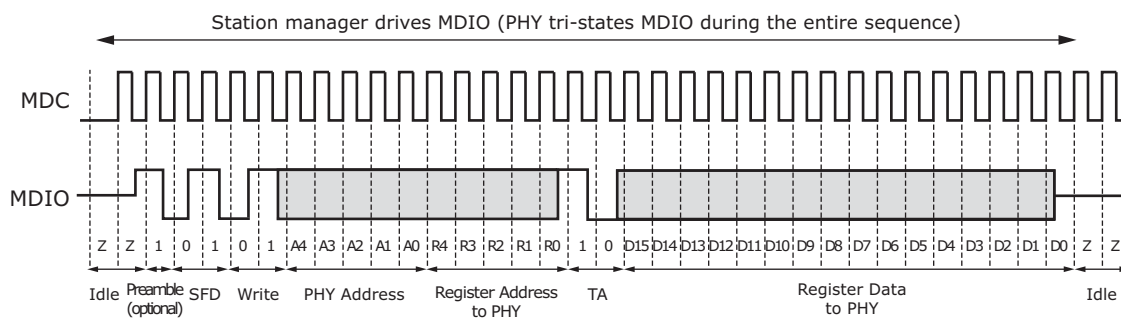 Station manager drives MDIO (PHY tri-states MDIO during the entire sequence)
MDC
MDIO
Z Z 1 0 1 0 1 A4 A3 A2 A1 A0 R4 R3 R2 R1 R0 1 0 D15 D14 D13 D12 D11 D10 D9 D8 D7 D6 D5 D4 D3 D2 D1 D0 Z Z
Idle Preamble (optional) SFD Write PHY Address Register Address to PHY TA Register Data to PHY Idle